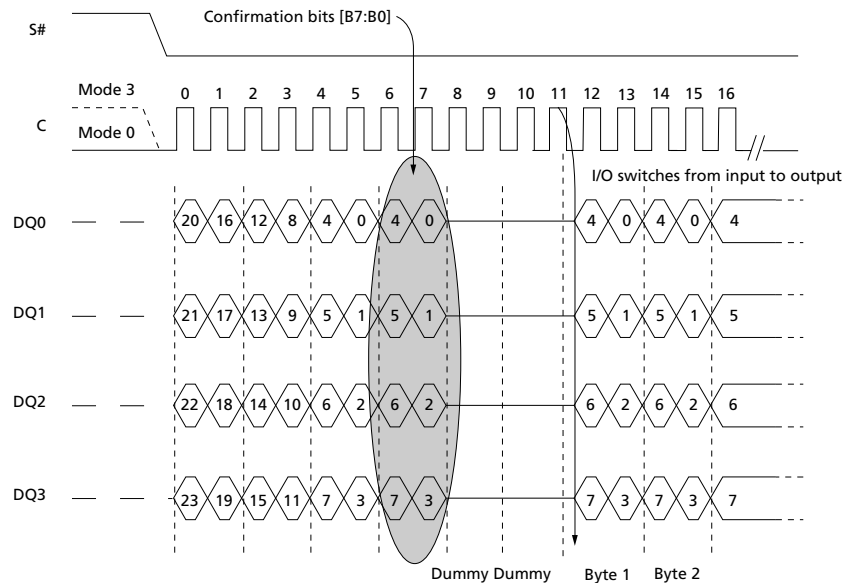 Confirmation bits [B7:B0]
S#
Mode 3
0 1 2 3 4 5 6 7 8 9 10 11 12 13 14 15 16
C
Mode 0
I/O switches from input to output
DQ0 20 16 12 8 4 0 4 0 4 0 4 0 4
DQ1 21 17 13 9 5 1 5 1 5 1 5 1 5
DQ2 22 18 14 10 6 2 6 2 6 2 6 2 6
DQ3 23 19 15 11 7 3 7 3 7 3 7 3 7
Dummy Dummy Byte 1 Byte 2